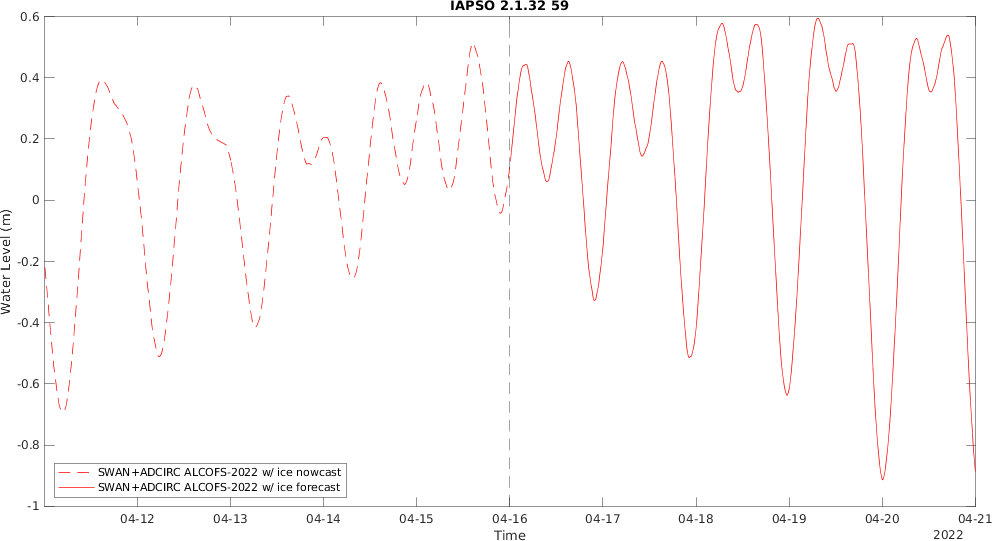 IAPSO 2.1.32 59
0.6
0.4
0.2
0
-0.2
-0.4
-0.6
-0.8
-1
Water Level (m)
SWAN+ADCIRC ALCOFS-2022 w/ ice nowcast
SWAN+ADCIRC ALCOFS-2022 w/ ice forecast
04-12 04-13 04-14 04-15 04-16 04-17 04-18 04-19 04-20 04-21
Time
2022